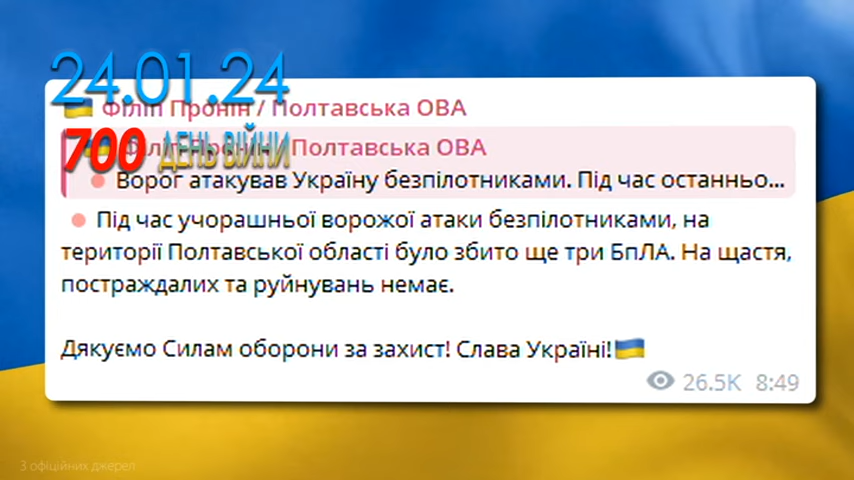 24.01.24
Філіп Пронін / Полтавська ОВА
700 ДЕНЬ ВІЙНИ
Філіп Пронін / Полтавська ОВА
Ворог атакував Україну безпілотниками. Під час останньо...
Під час учорашньої ворожої атаки безпілотниками, на
території Полтавської області було збито ще три БпЛА. На щастя,
постраждалих та руйнувань немає.
Дякуємо Силам оборони за захист! Слава Україні!
26.5K 8:49
З офіційних джерел